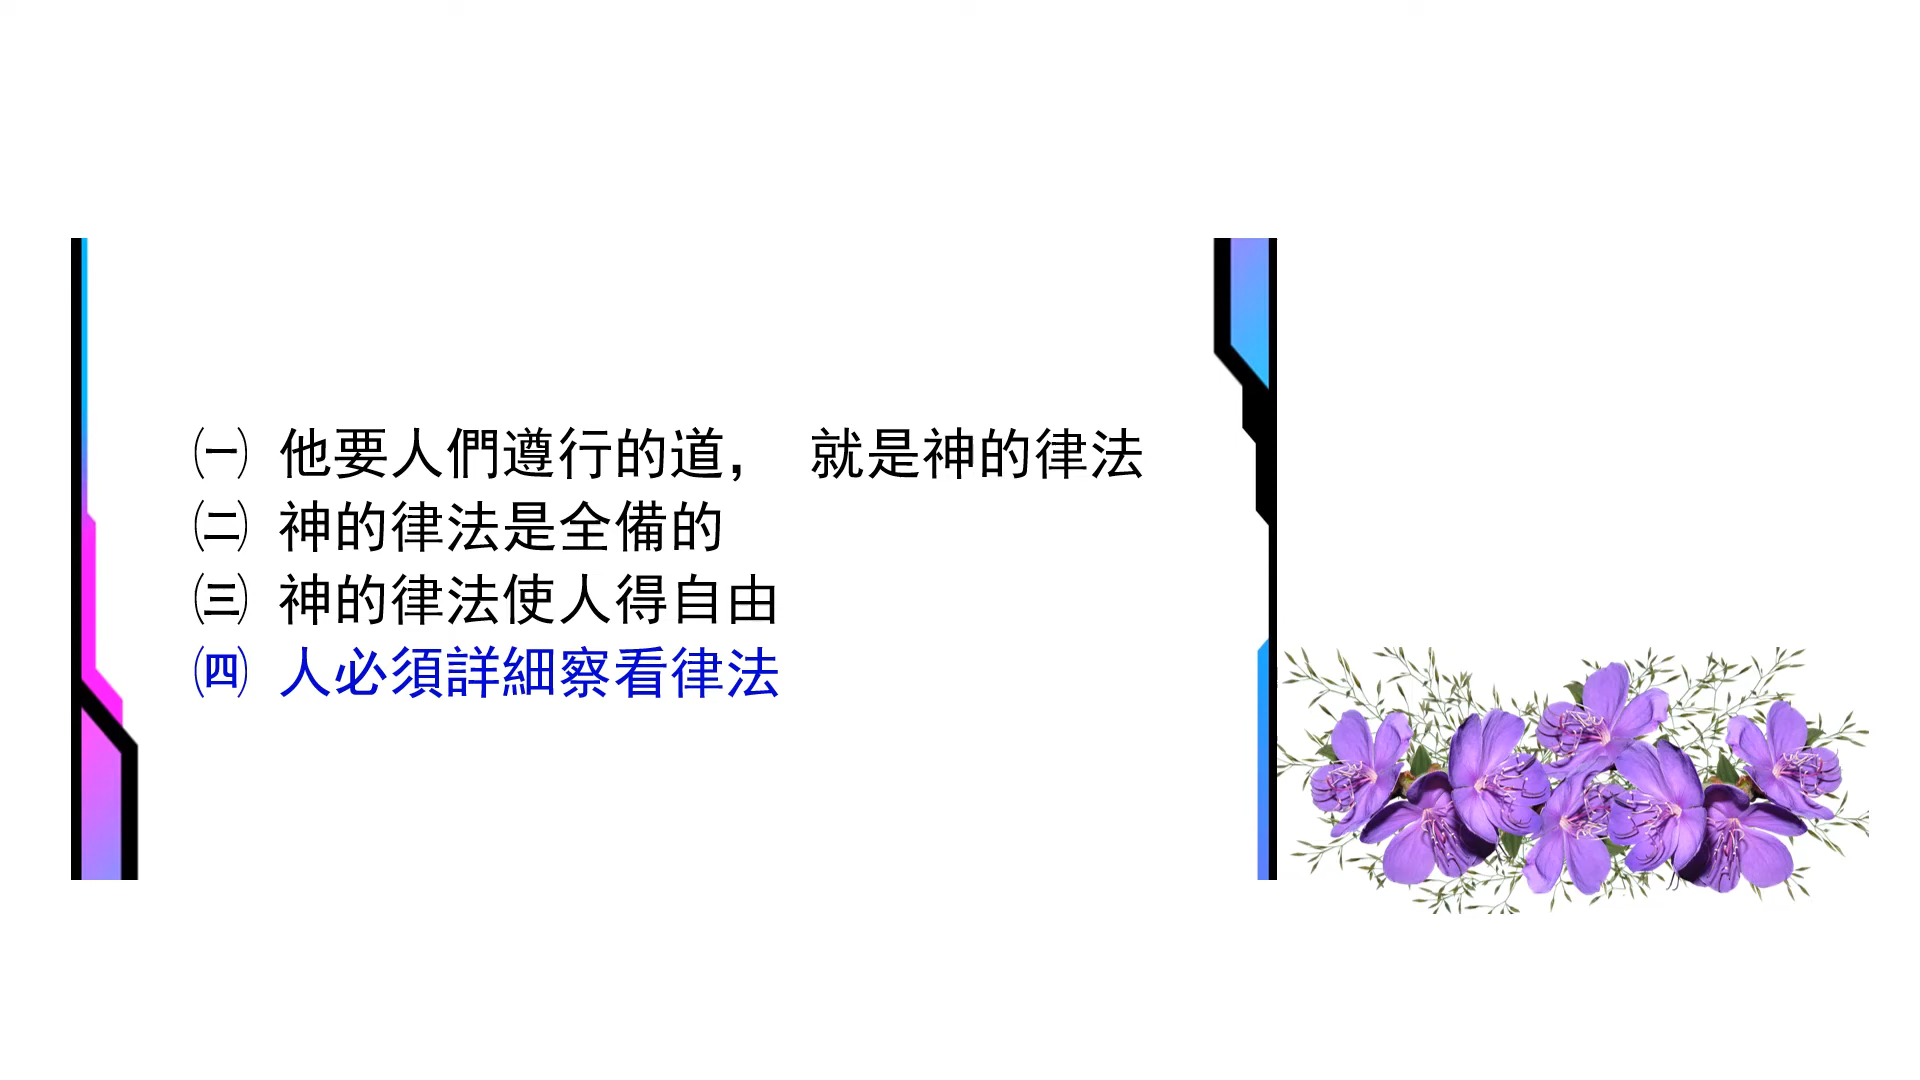 ㈠ 他要人們遵行的道， 就是神的律法
㈡ 神的律法是全備的
㈢ 神的律法使人得自由
㈣ 人必須詳細察看律法